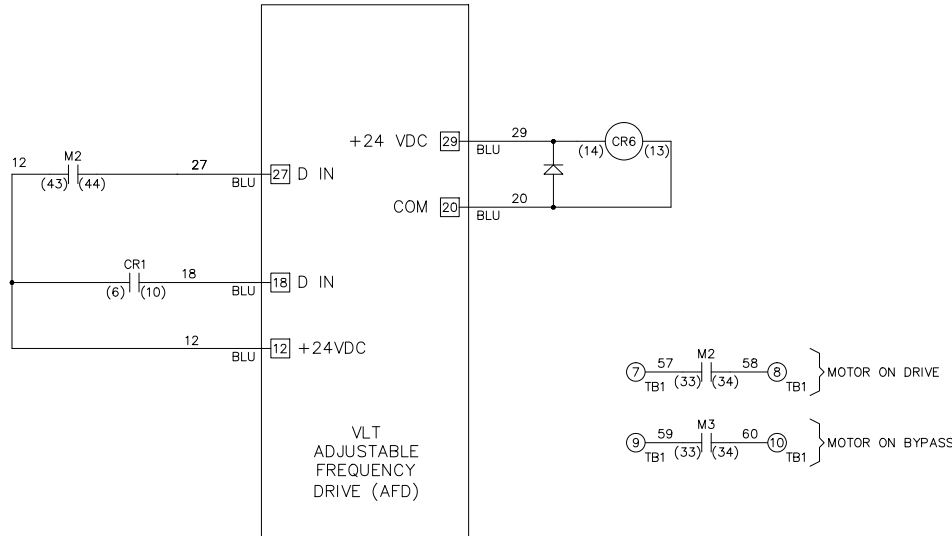 +24 VDC 29 29 BLU (14) CR6 (13)
12 M2 (43) (44) 27 BLU 27 D IN
COM 20 20 BLU
CR1 (6) (10) 18 BLU 18 D IN
12 BLU 12 +24VDC
7 TB1 57 M2 (33) (34) 58 8 TB1 MOTOR ON DRIVE
9 TB1 59 M3 (33) (34) 60 10 TB1 MOTOR ON BYPASS
VLT
ADJUSTABLE
FREQUENCY
DRIVE (AFD)